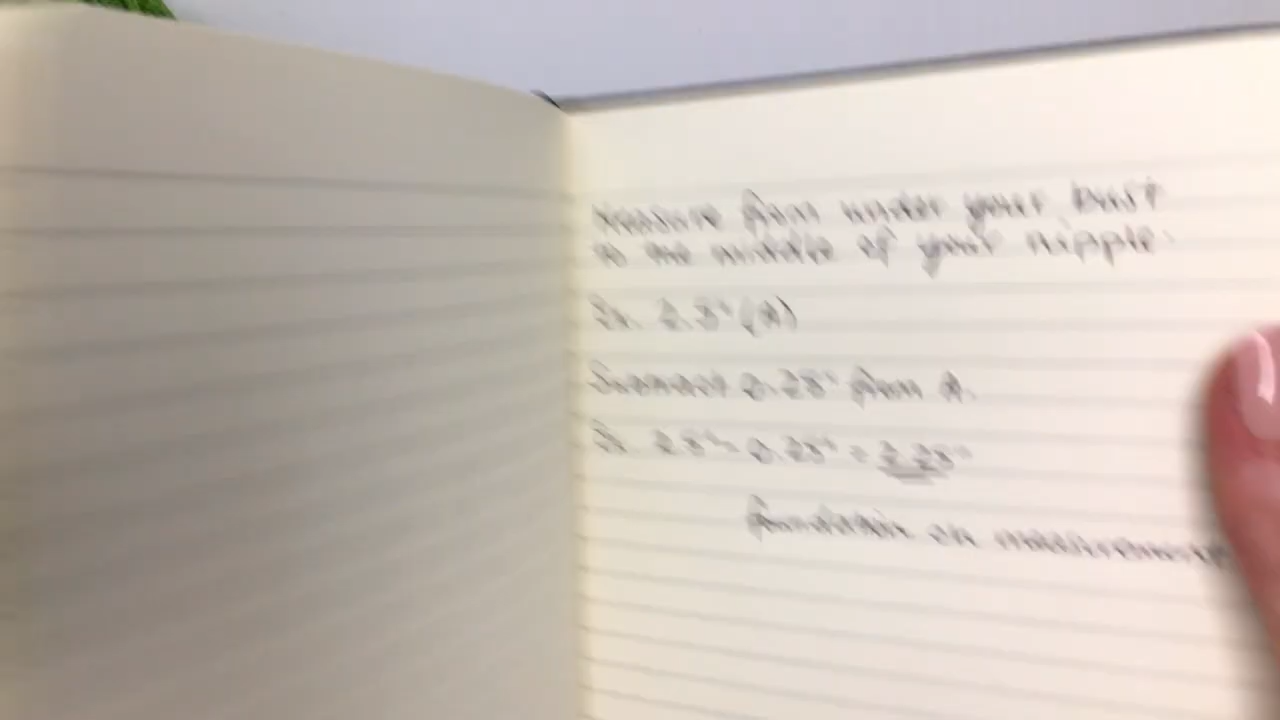 Measure from under your bust
to the middle of your nipple.
Ex. 2.5" (A)
Subtract 0.25" from A.
Ex. 2.5" - 0.25" = 2.25"
foundation